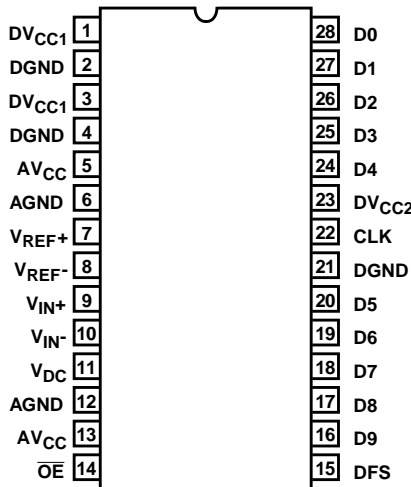 DVCC1 1 28 D0
DGND 2 27 D1
DVCC1 3 26 D2
DGND 4 25 D3
AVCC 5 24 D4
AGND 6 23 DVCC2
VREF+ 7 22 CLK
VREF- 8 21 DGND
VIN+ 9 20 D5
VIN- 10 19 D6
VDC 11 18 D7
AGND 12 17 D8
AVCC 13 16 D9
O̅E̅ 14 15 DFS